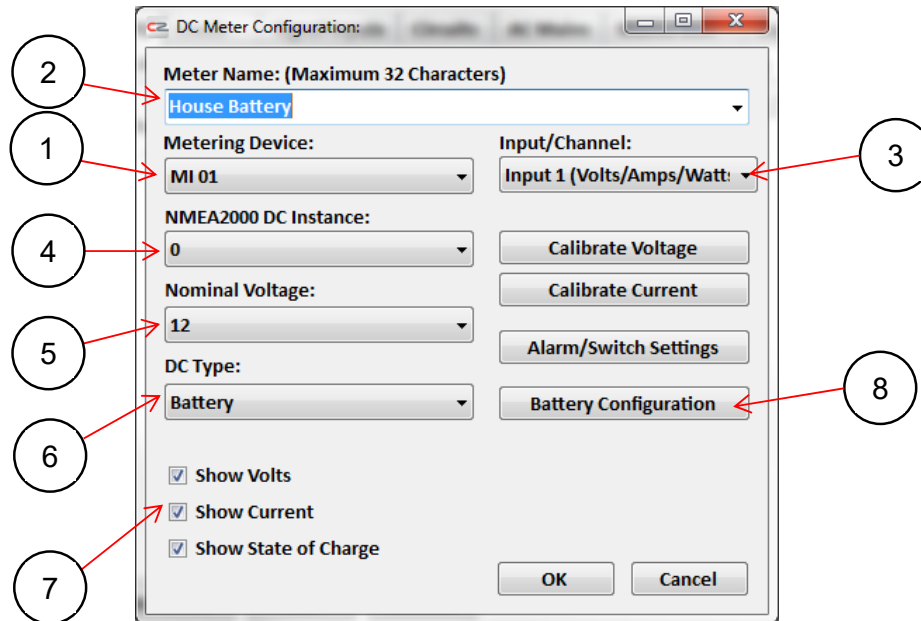 DC Meter Configuration:
Meter Name: (Maximum 32 Characters)
House Battery
Metering Device:
Input/Channel:
MI 01
Input 1 (Volts/Amps/Watts
NMEA2000 DC Instance:
0
Calibrate Voltage
Nominal Voltage:
Calibrate Current
12
Alarm/Switch Settings
DC Type:
Battery
Battery Configuration
Show Volts
Show Current
Show State of Charge
OK
Cancel
2
1
3
4
5
6
7
8